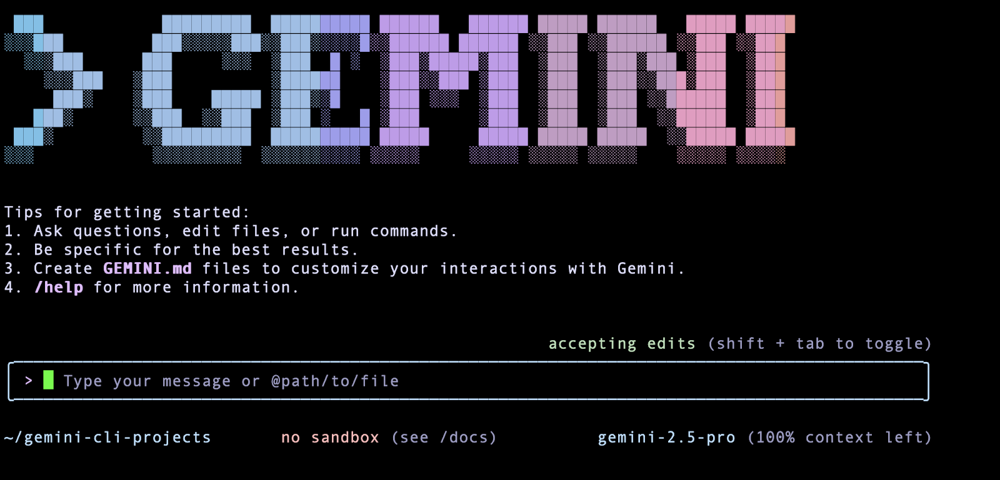 > GEMINI
Tips for getting started:
1. Ask questions, edit files, or run commands.
2. Be specific for the best results.
3. Create GEMINI.md files to customize your interactions with Gemini.
4. /help for more information.
accepting edits (shift + tab to toggle)
> Type your message or @path/to/file
~/gemini-cli-projects no sandbox (see /docs) gemini-2.5-pro (100% context left)